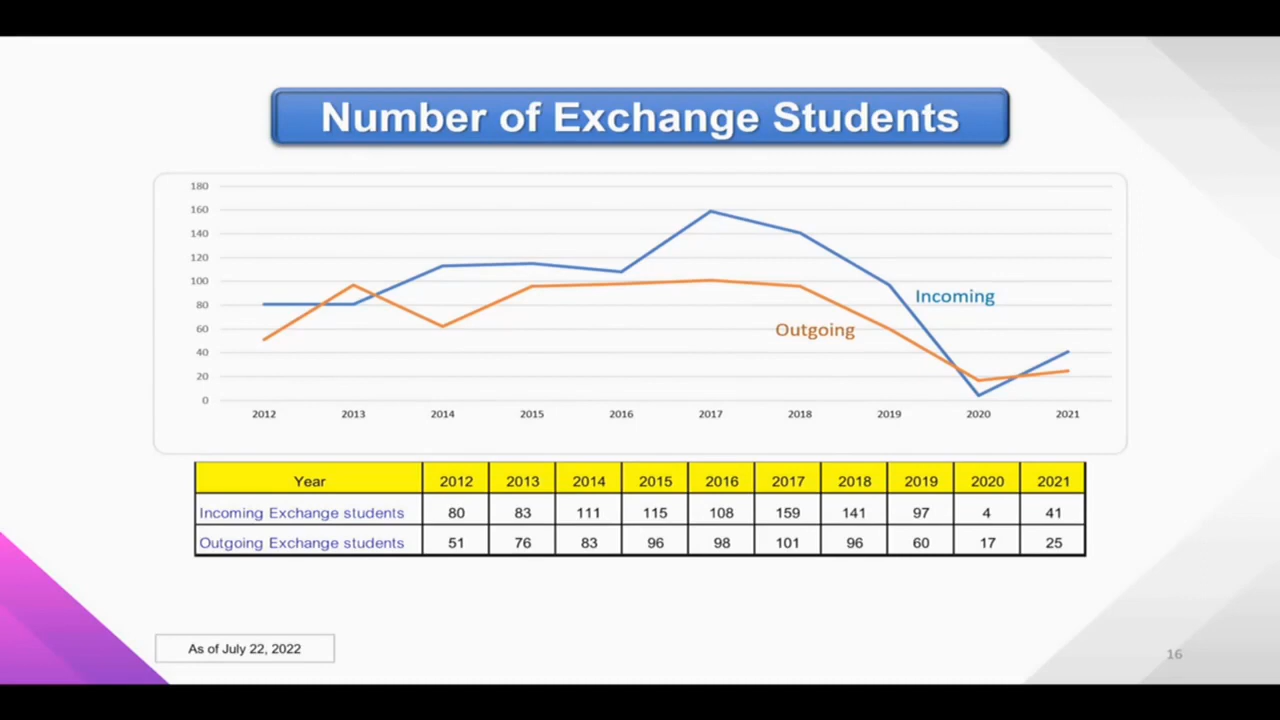 Number of Exchange Students
180
160
140
120
100
80
60
40
20
0
Incoming
Outgoing
2012 2013 2014 2015 2016 2017 2018 2019 2020 2021
Year 2012 2013 2014 2015 2016 2017 2018 2019 2020 2021
Incoming Exchange students 80 83 111 115 108 159 141 97 4 41
Outgoing Exchange students 51 76 83 96 98 101 96 60 17 25
As of July 22, 2022
16